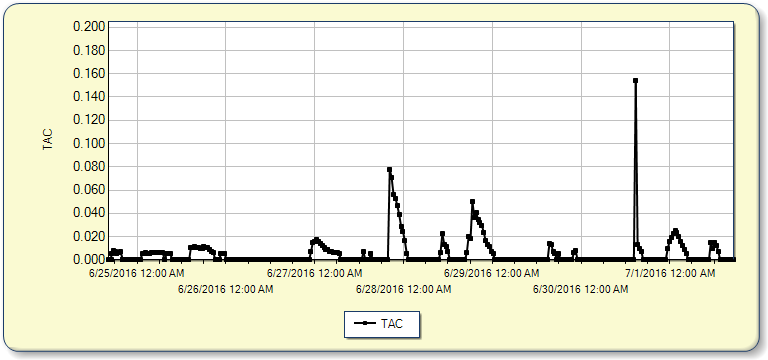 0.200
0.180
0.160
0.140
0.120
0.100
0.080
0.060
0.040
0.020
0.000
TAC
6/25/2016 12:00 AM
6/27/2016 12:00 AM
6/29/2016 12:00 AM
7/1/2016 12:00 AM
6/26/2016 12:00 AM
6/28/2016 12:00 AM
6/30/2016 12:00 AM
TAC